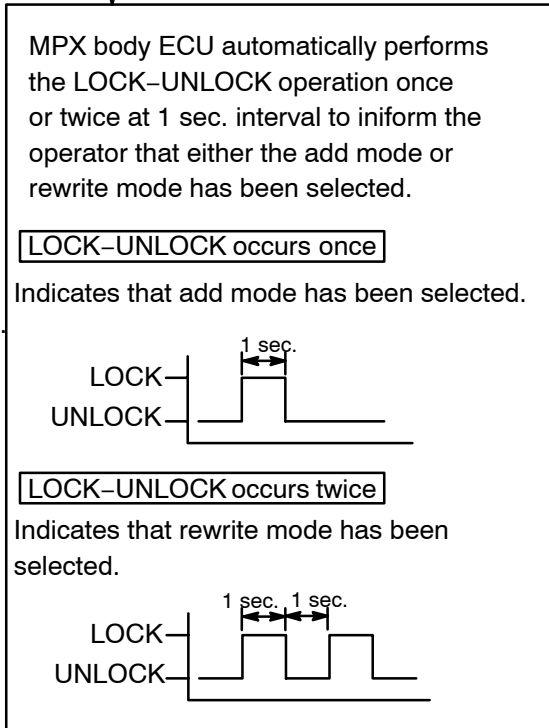 MPX body ECU automatically performs
the LOCK−UNLOCK operation once
or twice at 1 sec. interval to iniform the
operator that either the add mode or
rewrite mode has been selected.
LOCK−UNLOCK occurs once
Indicates that add mode has been selected.
1 sec.
LOCK
UNLOCK
LOCK−UNLOCK occurs twice
Indicates that rewrite mode has been
selected.
1 sec. 1 sec.
LOCK
UNLOCK